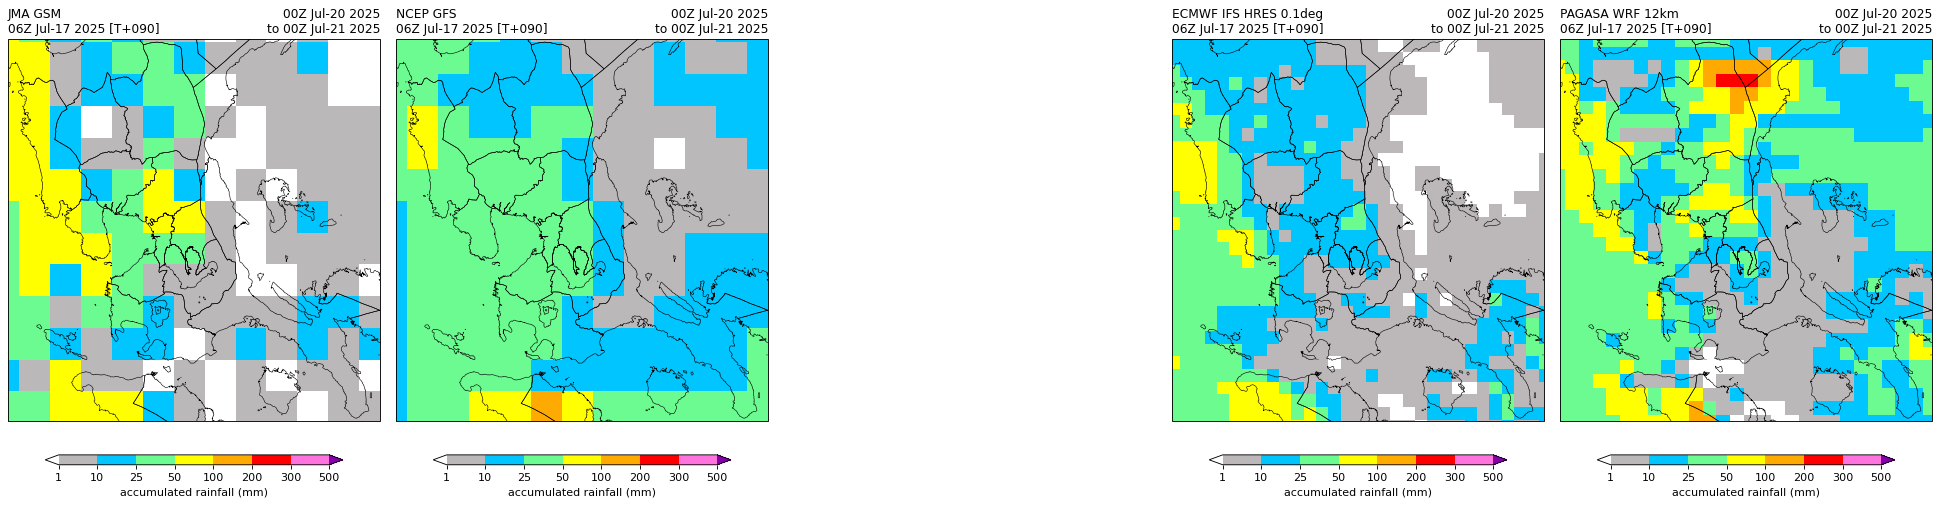 JMA GSM 00Z Jul-20 2025
06Z Jul-17 2025 [T+090] to 00Z Jul-21 2025
1 10 25 50 100 200 300 500
accumulated rainfall (mm)
NCEP GFS 00Z Jul-20 2025
06Z Jul-17 2025 [T+090] to 00Z Jul-21 2025
1 10 25 50 100 200 300 500
accumulated rainfall (mm)
ECMWF IFS HRES 0.1deg 00Z Jul-20 2025
06Z Jul-17 2025 [T+090] to 00Z Jul-21 2025
1 10 25 50 100 200 300 500
accumulated rainfall (mm)
PAGASA WRF 12km 00Z Jul-20 2025
06Z Jul-17 2025 [T+090] to 00Z Jul-21 2025
1 10 25 50 100 200 300 500
accumulated rainfall (mm)